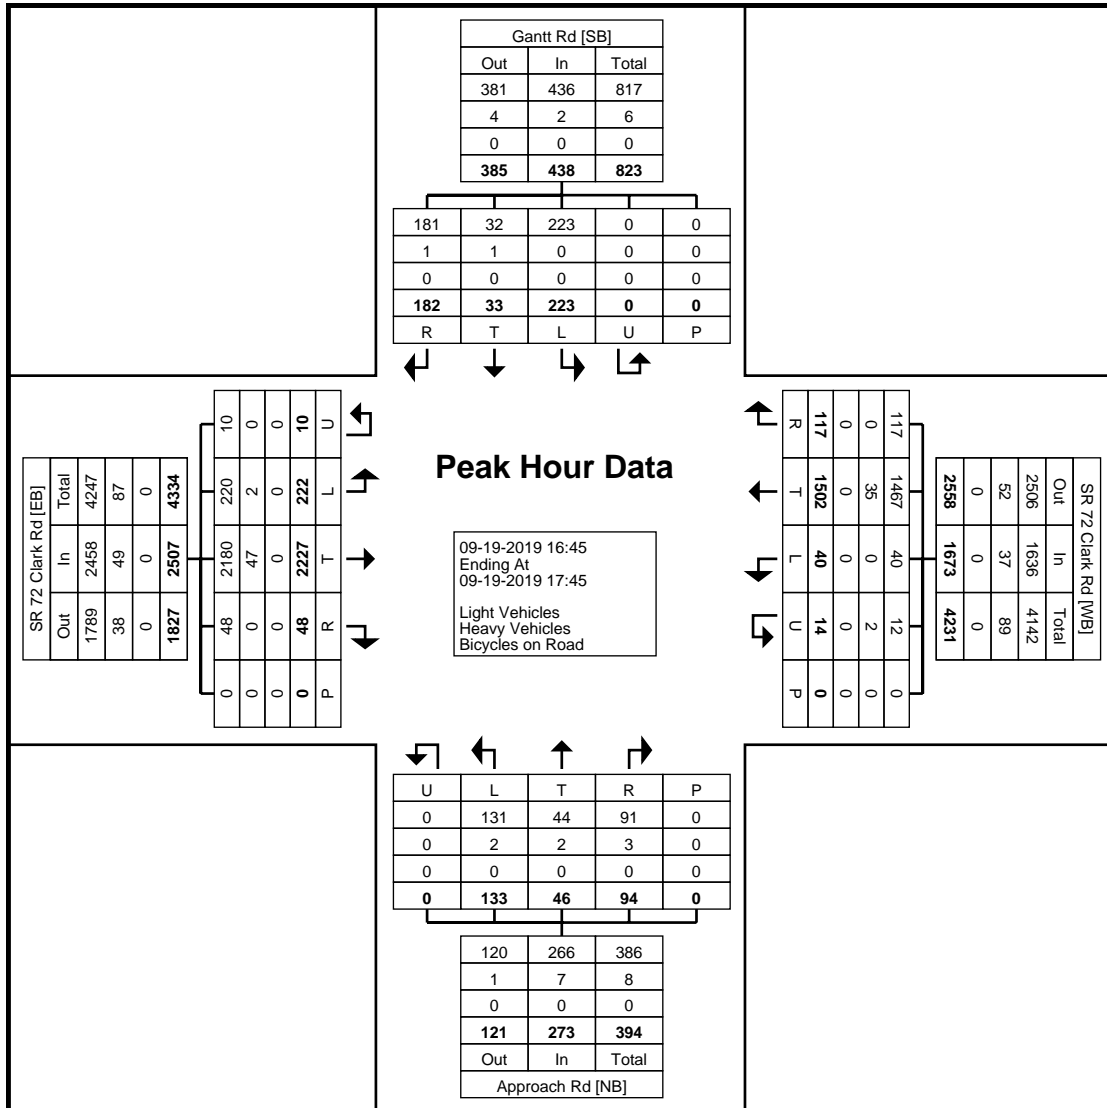 Gantt Rd [SB]
Out In Total
381 436 817
4 2 6
0 0 0
385 438 823
181 32 223 0 0
1 1 0 0 0
0 0 0 0 0
182 33 223 0 0
R T L U P
SR 72 Clark Rd [EB]
Total In Out
4247 2458 1789
87 49 38
0 0 0
4334 2507 1827
10 220 2180 48 0
0 2 47 0 0
0 0 0 0 0
10 222 2227 48 0
U L T R P
Peak Hour Data
09-19-2019 16:45
Ending At
09-19-2019 17:45
Light Vehicles
Heavy Vehicles
Bicycles on Road
SR 72 Clark Rd [WB]
Out In Total
2506 1636 4142
52 37 89
0 0 0
2558 1673 4231
117 1467 40 12 0
0 35 0 2 0
0 0 0 0 0
117 1502 40 14 0
R T L U P
U L T R P
0 131 44 91 0
0 2 2 3 0
0 0 0 0 0
0 133 46 94 0
120 266 386
1 7 8
0 0 0
121 273 394
Out In Total
Approach Rd [NB]